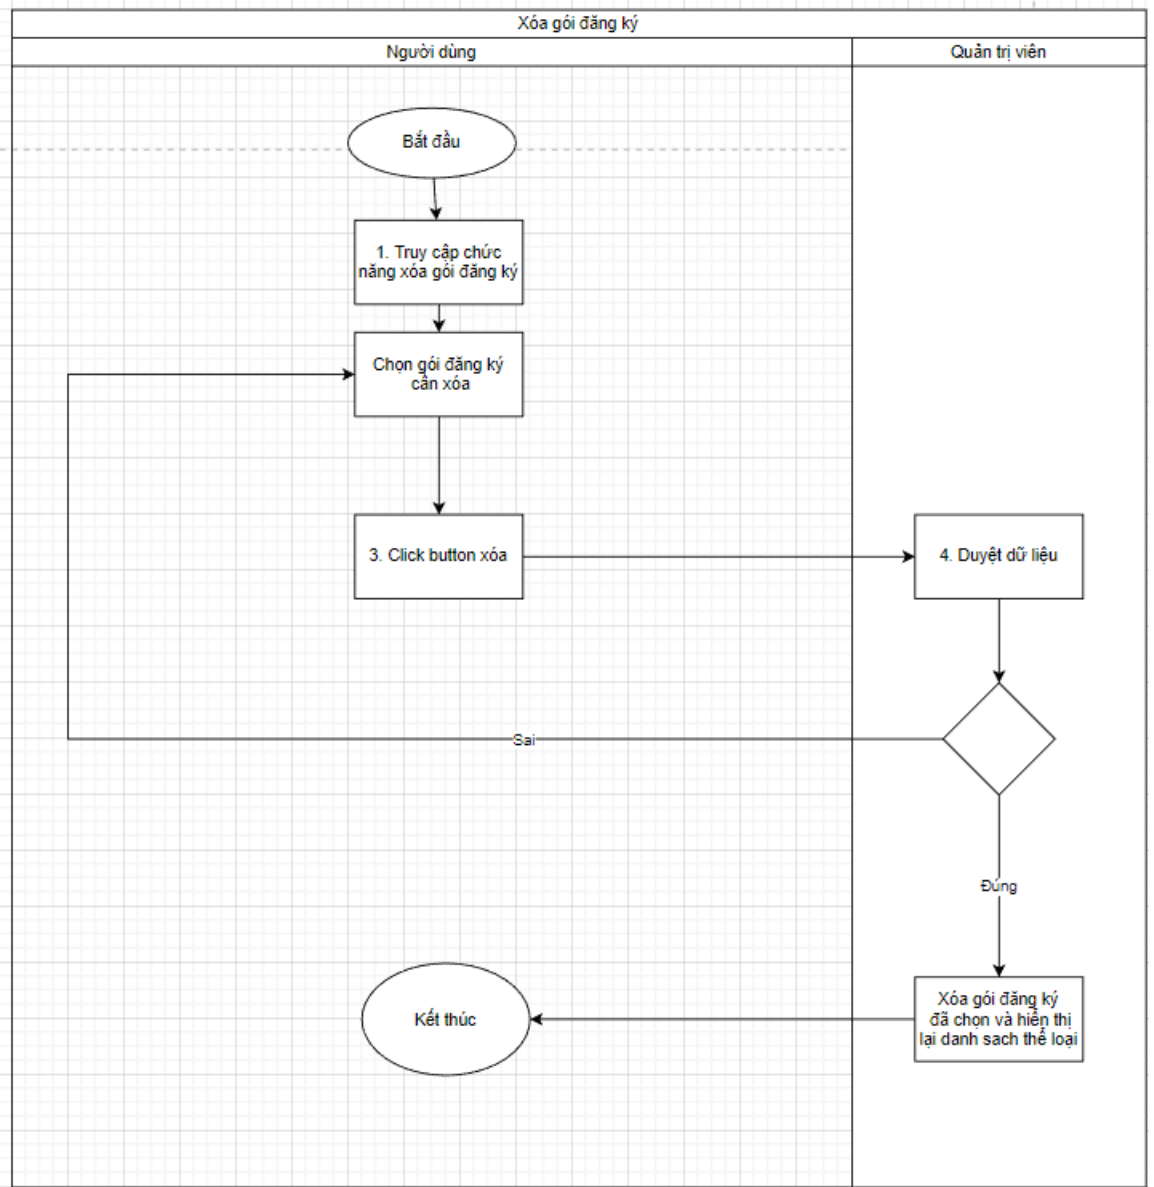 Xóa gói đăng ký
Người dùng
Quản trị viên
Bắt đầu
1. Truy cập chức
năng xóa gói đăng ký
Chọn gói đăng ký
cần xóa
3. Click button xóa
4. Duyệt dữ liệu
Sai
Đúng
Kết thúc
Xóa gói đăng ký
đã chọn và hiển thị
lại danh sach thể loại